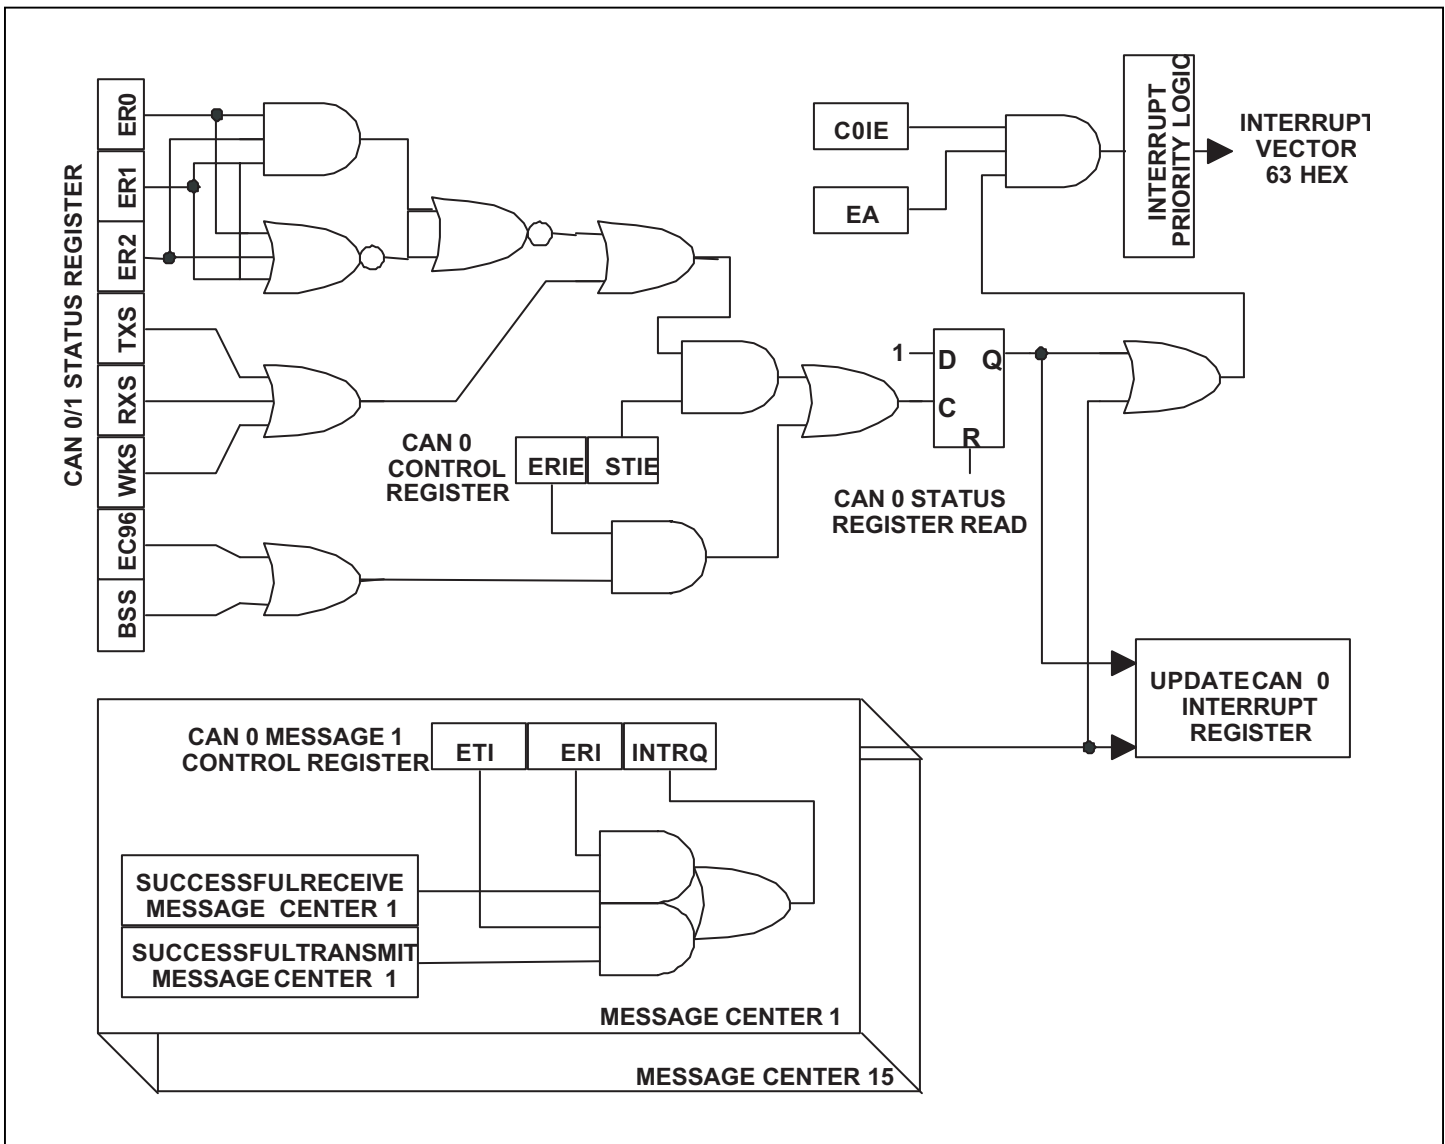 CAN 0/1 STATUS REGISTER
ER0
ER1
ER2
TXS
RXS
WKS
EC96
BSS
C0IE
EA
INTERRUPT
PRIORITY LOGIC
INTERRUPT
VECTOR
63 HEX
CAN 0
CONTROL
REGISTER
ERIE
STIE
1
D
Q
C
R
CAN 0 STATUS
REGISTER READ
UPDATE CAN 0
INTERRUPT
REGISTER
CAN 0 MESSAGE 1
CONTROL REGISTER
ETI
ERI
INTRQ
SUCCESSFUL RECEIVE
MESSAGE CENTER 1
SUCCESSFUL TRANSMIT
MESSAGE CENTER 1
MESSAGE CENTER 1
MESSAGE CENTER 15